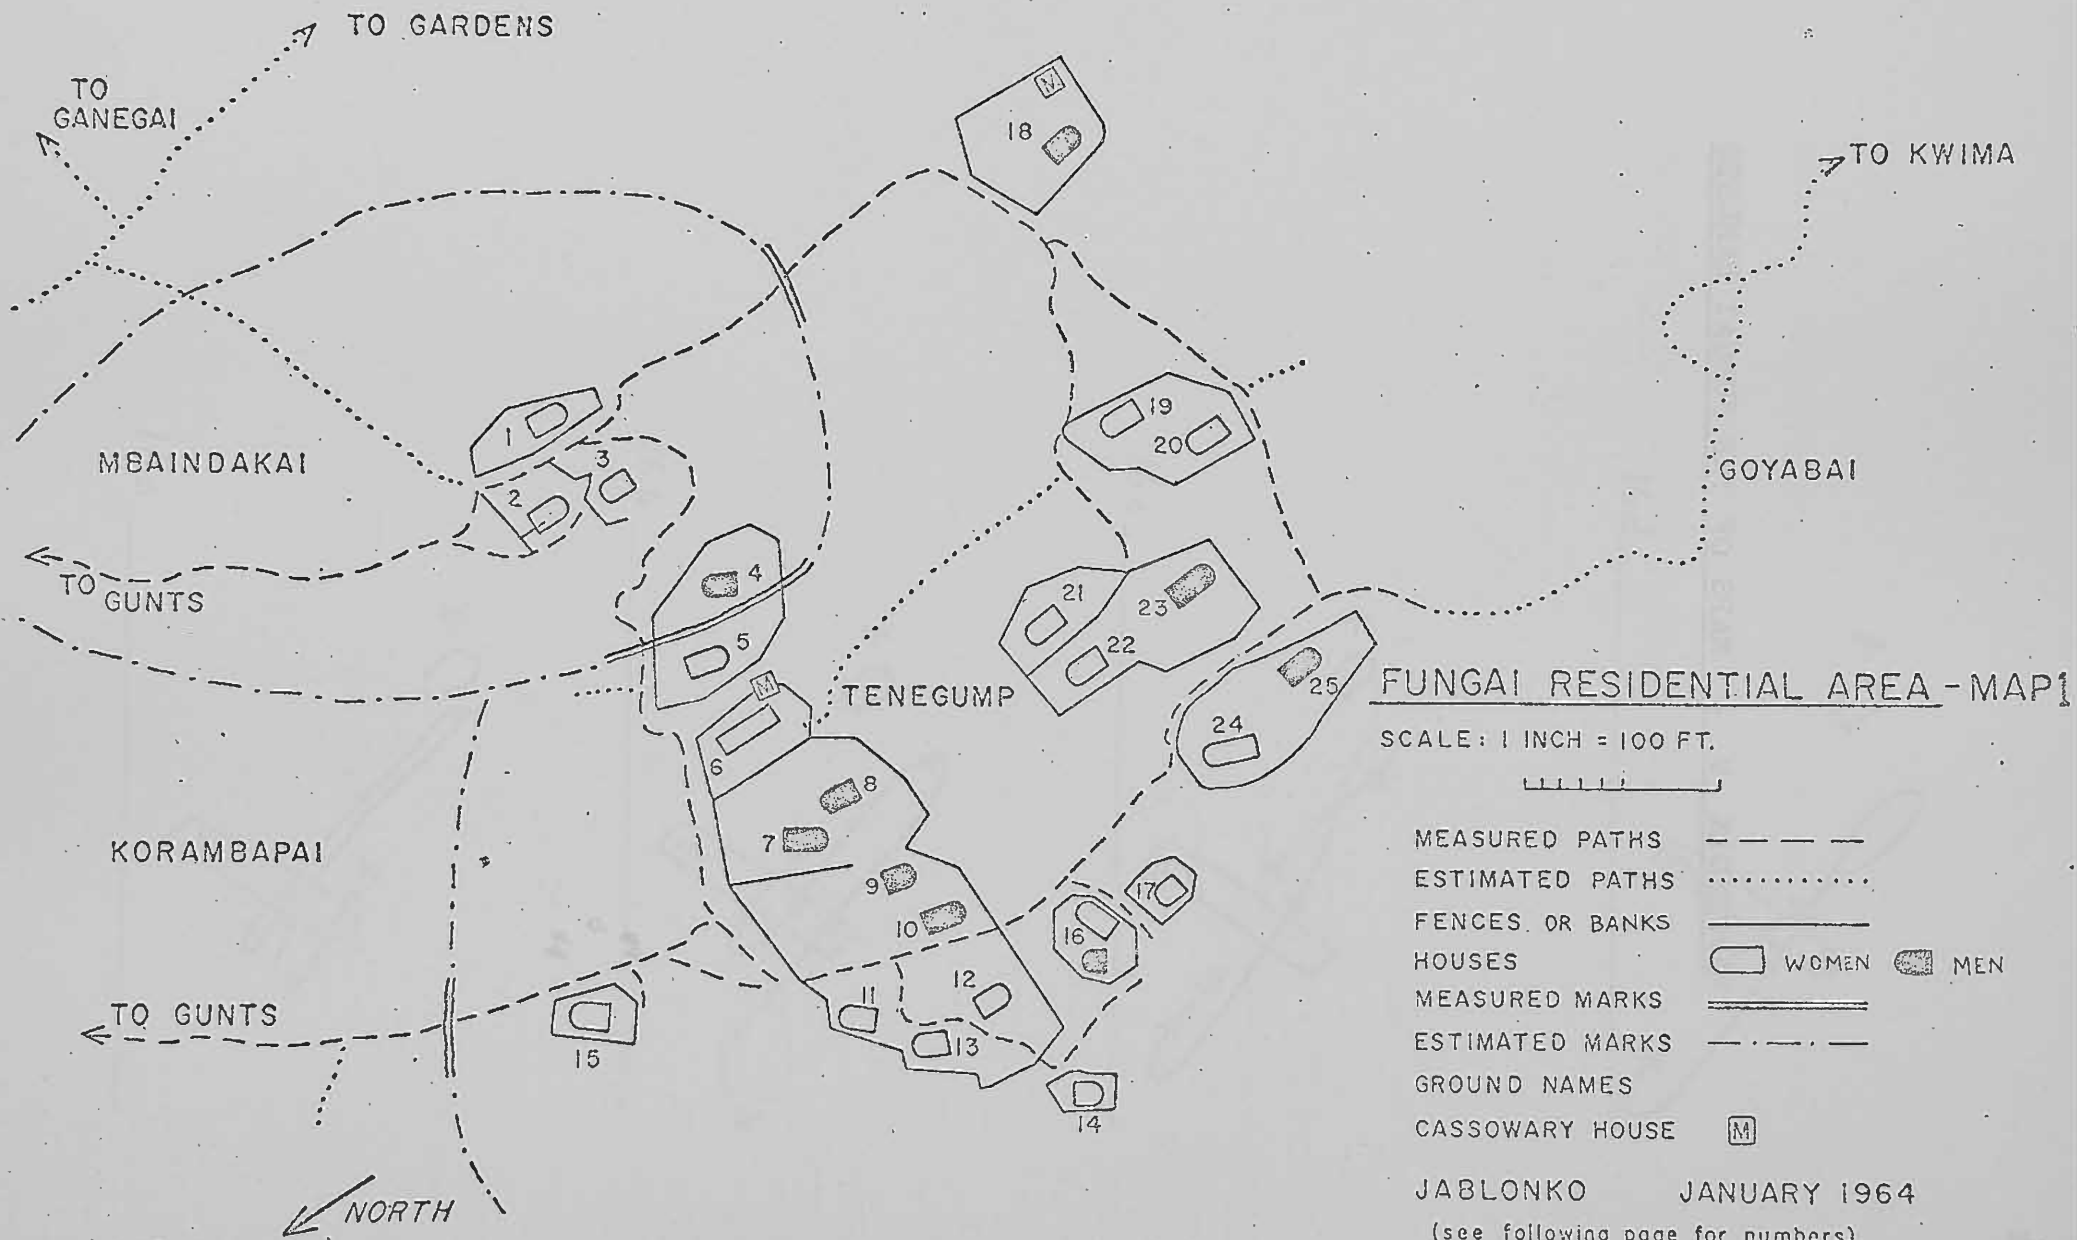 TO GARDENS
TO
GANEGAI
M
18
TO KWIMA
1
3
2
19
20
MBAINDAKAI
GOYABAI
TO
GUNTS
4
5
21
23
22
M
TENEGUMP
25
24
6
8
7
9
10
KORAMBAPAI
17
16
12
11
13
TO GUNTS
15
14
NORTH
FUNGAI RESIDENTIAL AREA - MAP1
SCALE: 1 INCH = 100 FT.
MEASURED PATHS
ESTIMATED PATHS
FENCES. OR BANKS
HOUSES WOMEN MEN
MEASURED MARKS
ESTIMATED MARKS
GROUND NAMES
CASSOWARY HOUSE M
JABLONKO JANUARY 1964
(see following page for numbers)